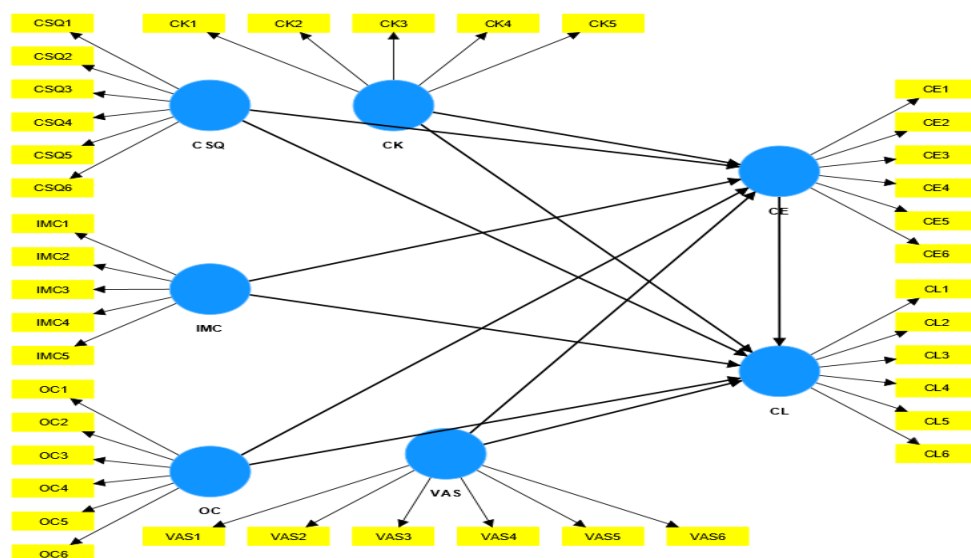 CSQ1
CSQ2
CSQ3
CSQ4
CSQ5
CSQ6
CSQ
CK1
CK2
CK3
CK4
CK5
CK
IMC1
IMC2
IMC3
IMC4
IMC5
IMC
OC1
OC2
OC3
OC4
OC5
OC6
OC
VAS
VAS1
VAS2
VAS3
VAS4
VAS5
VAS6
CE1
CE2
CE3
CE4
CE5
CE6
CE
CL1
CL2
CL3
CL4
CL5
CL6
CL